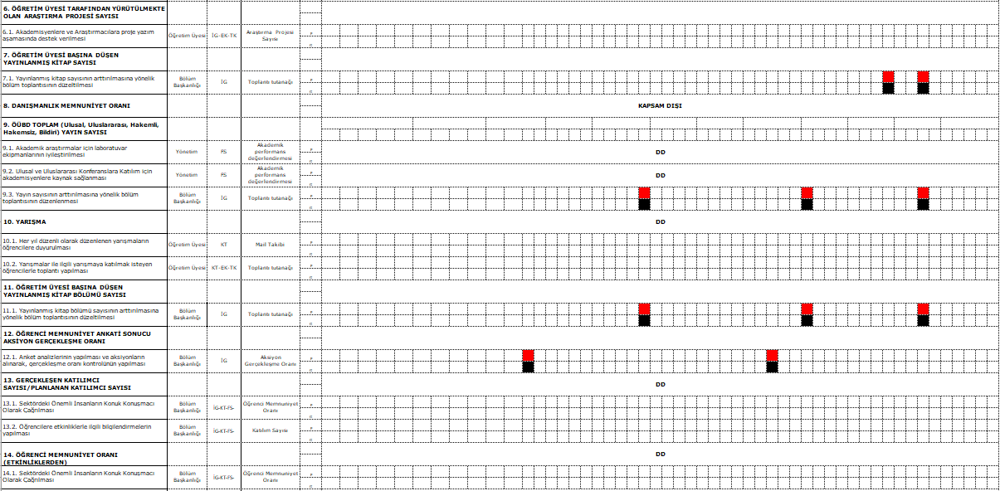 6. ÖĞRETİM ÜYESİ TARAFINDAN YÜRÜTÜLMEKTE
OLAN ARAŞTIRMA PROJESİ SAYISI
6.1. Akademisyenlere ve Araştırmacılara proje yazım
aşamasında destek verilmesi
Öğretim Üyesi
İG-EK-TK
Araştırma Projesi
Sayısı
7. ÖĞRETİM ÜYESİ BAŞINA DÜŞEN
YAYINLANMIŞ KİTAP SAYISI
7.1. Yayınlanmış kitap sayısının arttırılmasına yönelik
bölüm toplantısının düzeltilmesi
Bölüm
Başkanlığı
İG
Toplantı tutanağı
8. DANIŞMANLIK MEMNUNİYET ORANI
KAPSAM DIŞI
9. ÖÜBD TOPLAM (Ulusal, Uluslararası, Hakemli,
Hakemsiz, Bildiri) YAYIN SAYISI
9.1. Akademik araştırmalar için laboratuvar
ekipmanlarının iyileştirilmesi
Yönetim
FS
Akademik
performans
değerlendirmesi
DD
9.2. Ulusal ve Uluslararası Konferanslara Katılım için
akademisyenlere kaynak sağlanması
Yönetim
FS
Akademik
performans
değerlendirmesi
DD
9.3. Yayın sayısının arttırılmasına yönelik bölüm
toplantısının düzenlenmesi
Bölüm
Başkanlığı
İG
Toplantı tutanağı
10. YARIŞMA
DD
10.1. Her yıl düzenli olarak düzenlenen yarışmaların
öğrencilere duyurulması
Öğretim Üyesi
KT
Mail Takibi
10.2. Yarışmalar ile ilgili yarışmaya katılmak isteyen
öğrencilerle toplantı yapılması
Öğretim Üyesi
KT-EK-TK
Toplantı tutanağı
11. ÖĞRETİM ÜYESİ BAŞINA DÜŞEN
YAYINLANMIŞ KİTAP BÖLÜMÜ SAYISI
11.1. Yayınlanmış kitap bölümü sayısının arttırılmasına
yönelik bölüm toplantısının düzeltilmesi
Bölüm
Başkanlığı
İG
Toplantı tutanağı
12. ÖĞRENCİ MEMNUNİYET ANKATİ SONUCU
AKSİYON GERÇEKLEŞME ORANI
12.1. Anket analizlerinin yapılması ve aksiyonların
alınarak, gerçekleşme oranı kontrolünün yapılması
Bölüm
Başkanlığı
İG
Aksiyon
Gerçekleşme Oranı
13. GERÇEKLEŞEN KATILIMCI
SAYISI/PLANLANAN KATILIMCI SAYISI
DD
13.1. Sektördeki Önemli İnsanların Konuk Konuşmacı
Olarak Çağrılması
Bölüm
Başkanlığı
İG-KT-FS-
Öğrenci Memnuniyet
Oranı
13.2. Öğrencilere etkinliklerle ilgili bilgilendirmelerin
yapılması
Bölüm
Başkanlığı
İG-KT-FS-
Katılım Sayısı
14. ÖĞRENCİ MEMNUNİYET ORANI
(ETKİNLİKLERDEN)
DD
14.1. Sektördeki Önemli İnsanların Konuk Konuşmacı
Olarak Çağrılması
Bölüm
Başkanlığı
İG-KT-FS-
Öğrenci Memnuniyet
Oranı